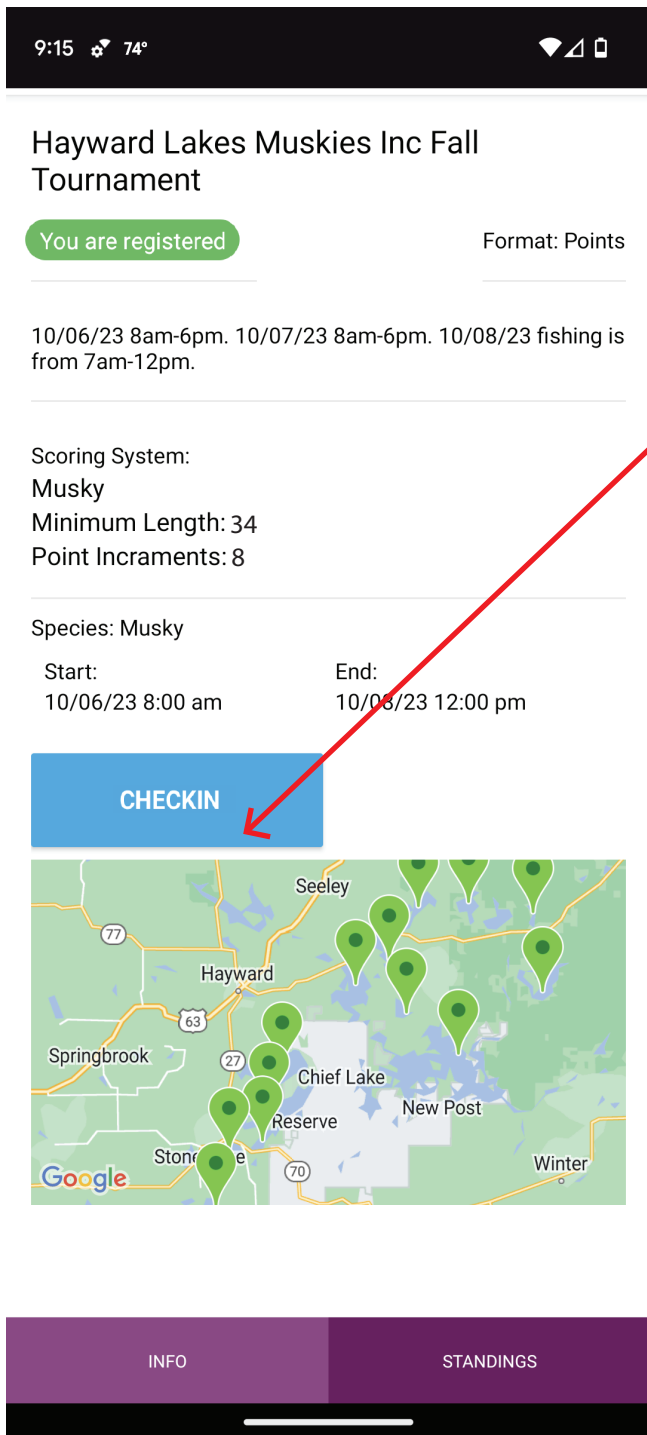 9:15 74°
Hayward Lakes Muskies Inc Fall
Tournament
You are registered
Format: Points
10/06/23 8am-6pm. 10/07/23 8am-6pm. 10/08/23 fishing is
from 7am-12pm.
Scoring System:
Musky
Minimum Length: 34
Point Incraments: 8
Species: Musky
Start:
10/06/23 8:00 am
End:
10/08/23 12:00 pm
CHECKIN
Seeley
77
Hayward
63
Springbrook
27
Chief Lake
New Post
Reserve
Winter
70
Google
INFO
STANDINGS